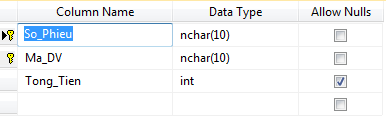 Column Name Data Type Allow Nulls
So_Phieu nchar(10)
Ma_DV nchar(10)
Tong_Tien int